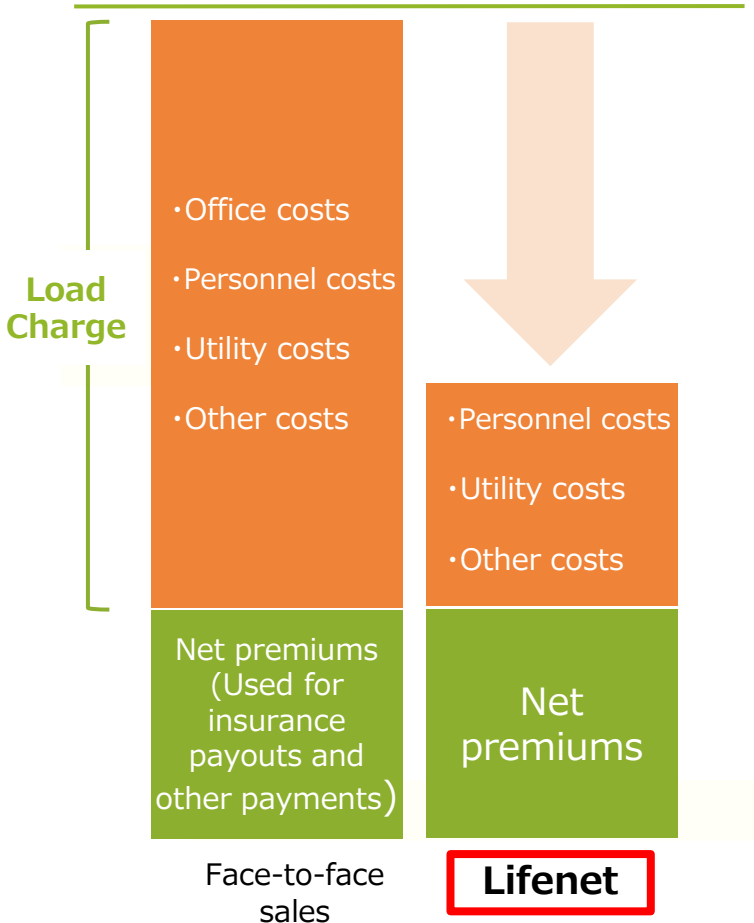 Load
Charge
・Office costs
・Personnel costs
・Utility costs
・Other costs
Net premiums
(Used for
insurance
payouts and
other payments)
Face-to-face
sales
・Personnel costs
・Utility costs
・Other costs
Net
premiums
Lifenet